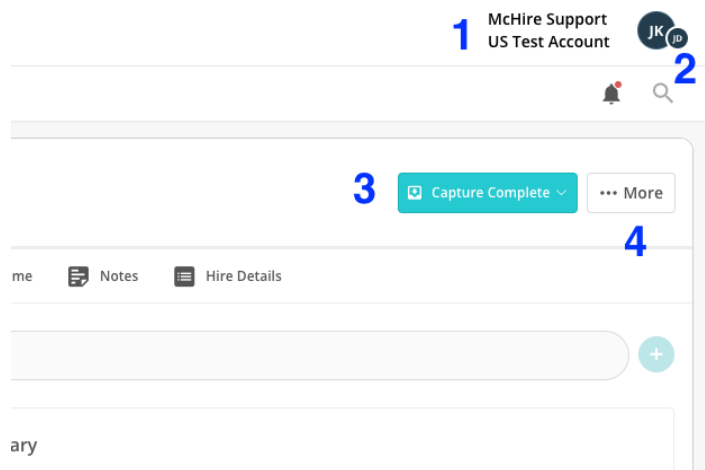 1
McHire Support
US Test Account
JK
JD
2
3
Capture Complete
••• More
4
me
Notes
Hire Details
+
ary